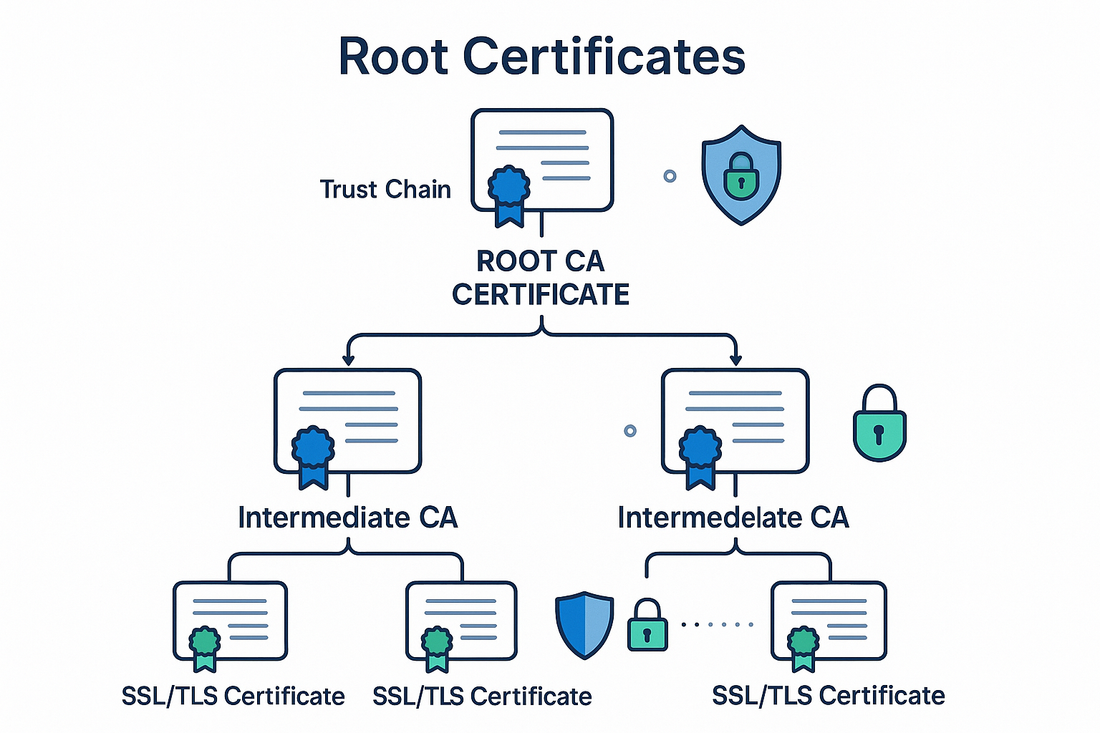 Root Certificates
Trust Chain
ROOT CA
CERTIFICATE
Intermediate CA
Intermedelate CA
SSL/TLS Certificate
SSL/TLS Certificate
SSL/TLS Certificate